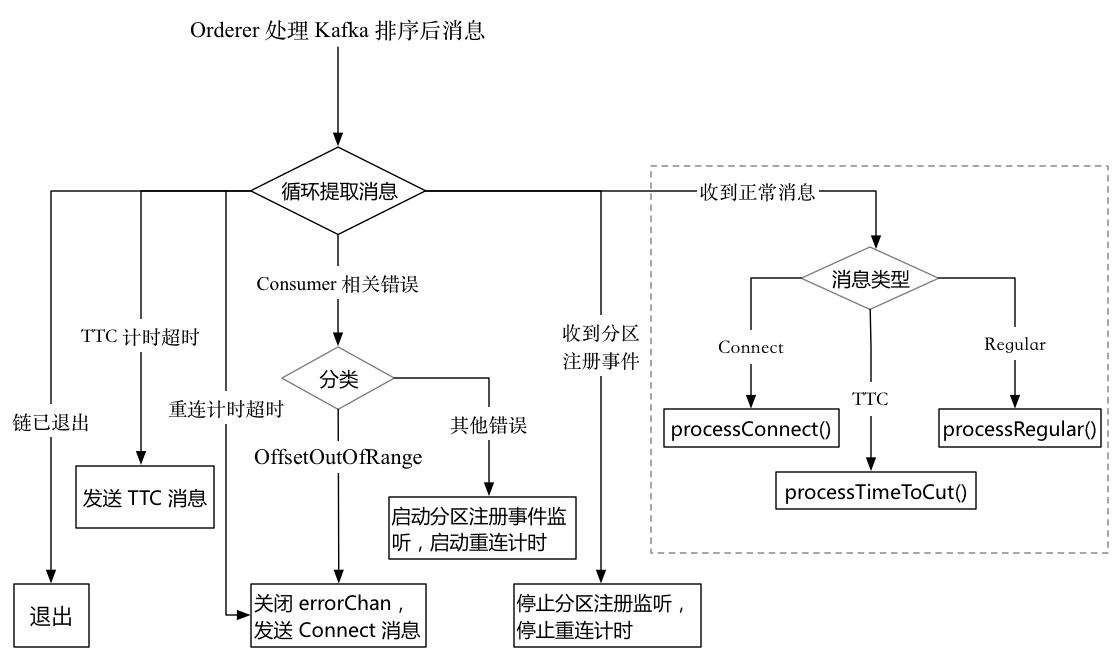 Orderer 处理 Kafka 排序后消息
循环提取消息
收到正常消息
消息类型
Consumer 相关错误
TTC 计时超时
收到分区
注册事件
Connect
Regular
分类
TTC
重连计时超时
链已退出
其他错误
processConnect()
processRegular()
OffsetOutOfRange
发送 TTC 消息
processTimeToCut()
启动分区注册事件监
听，启动重连计时
退出
关闭 errorChan，
发送 Connect 消息
停止分区注册监听，
停止重连计时